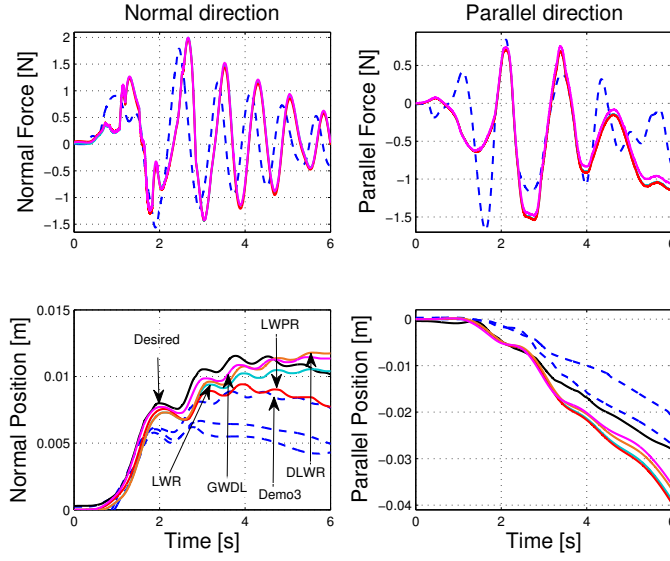 Normal direction
Parallel direction
Normal Force [N]
2
1.5
1
0.5
0
−0.5
−1
−1.5
0
2
4
6
Parallel Force [N]
0.5
0
−0.5
−1
−1.5
0
2
4
6
Normal Position [m]
0.015
0.01
0.005
0
0
2
4
6
Time [s]
Desired
LWPR
LWR
GWDL
Demo3
DLWR
Parallel Position [m]
0
−0.01
−0.02
−0.03
−0.04
0
2
4
6
Time [s]